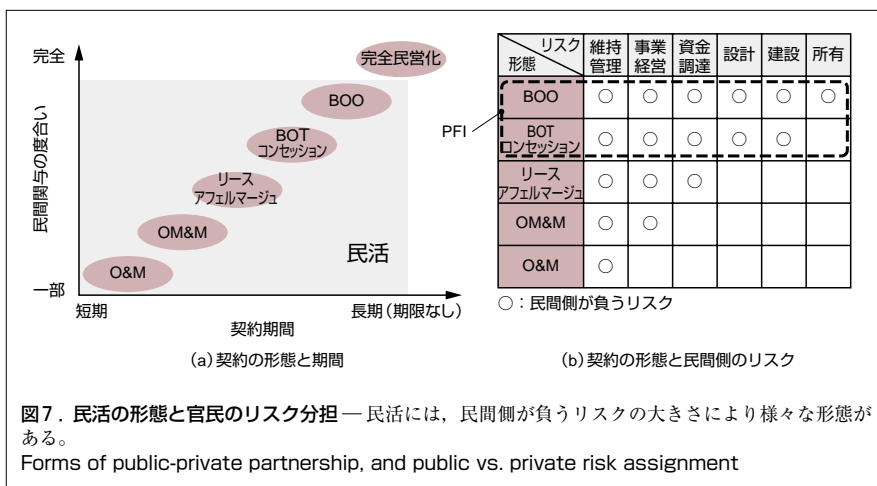 完全
民間関与の度合い
一部
完全民営化
BOO
BOT
コンセッション
リース
アフェルマージュ
OM&M
O&M
民活
短期
長期(期限なし)
契約期間
(a)契約の形態と期間
リスク
形態
維持管理
事業経営
資金調達
設計
建設
所有
PFI
BOO ○ ○ ○ ○ ○ ○
BOT
コンセッション ○ ○ ○ ○ ○
リース
アフェルマージュ ○ ○ ○
OM&M ○ ○
O&M ○
○:民間側が負うリスク
(b)契約の形態と民間側のリスク
図7.民活の形態と官民のリスク分担 — 民活には,民間側が負うリスクの大きさにより様々な形態が
ある。
Forms of public-private partnership, and public vs. private risk assignment